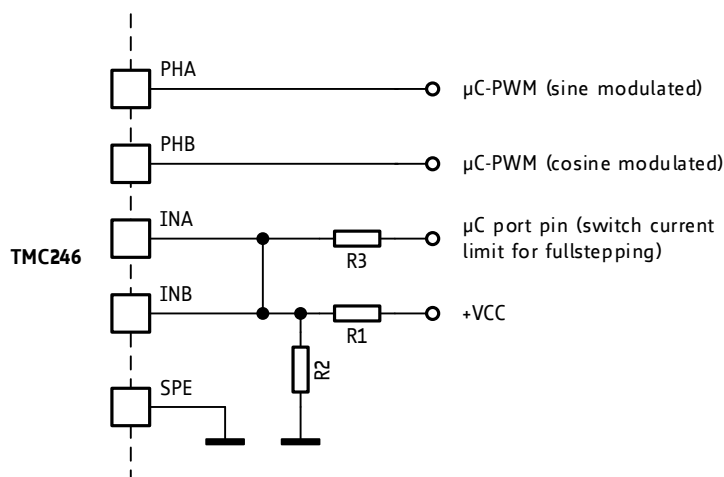 PHA
µC-PWM (sine modulated)
PHB
µC-PWM (cosine modulated)
INA
µC port pin (switch current
limit for fullstepping)
R3
TMC246
INB
+VCC
R1
R2
SPE